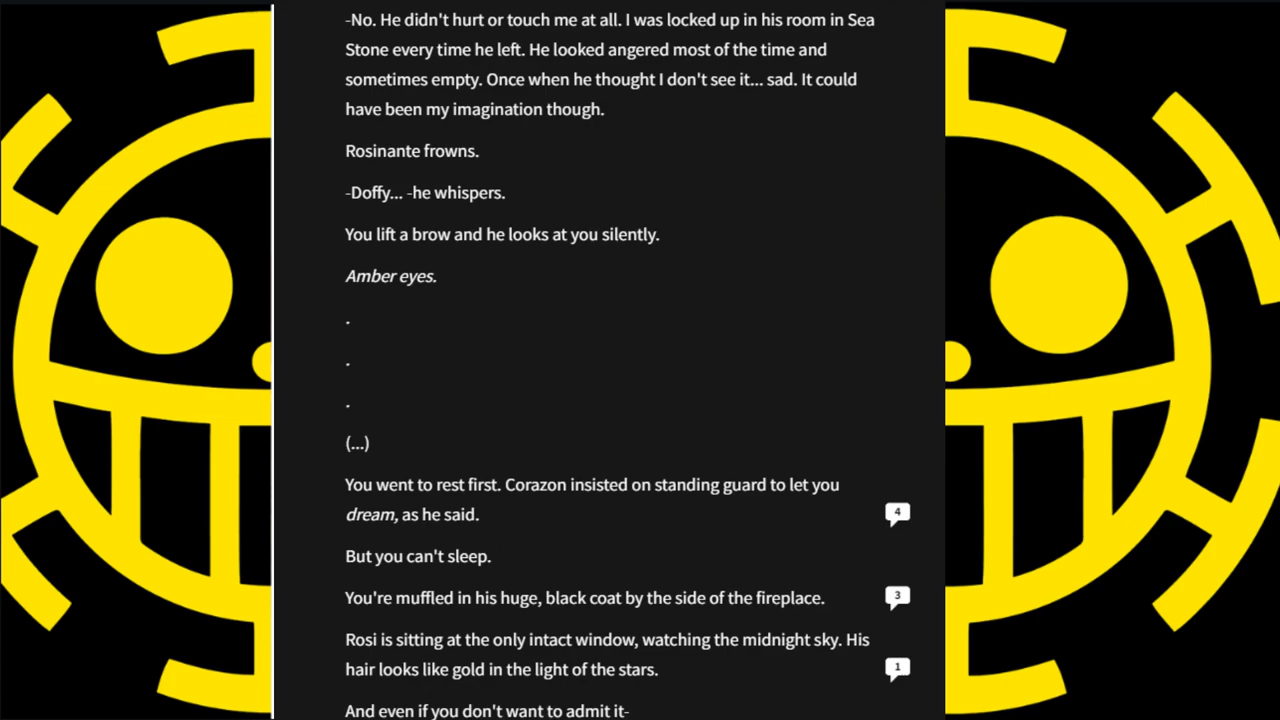 -No. He didn't hurt or touch me at all. I was locked up in his room in Sea
Stone every time he left. He looked angered most of the time and
sometimes empty. Once when he thought I don't see it... sad. It could
have been my imagination though.
Rosinante frowns.
-Doffy... -he whispers.
You lift a brow and he looks at you silently.
Amber eyes.
.
.
.
(...)
You went to rest first. Corazon insisted on standing guard to let you
dream, as he said.
4
But you can't sleep.
You're muffled in his huge, black coat by the side of the fireplace.
3
Rosi is sitting at the only intact window, watching the midnight sky. His
hair looks like gold in the light of the stars.
1
And even if you don't want to admit it-